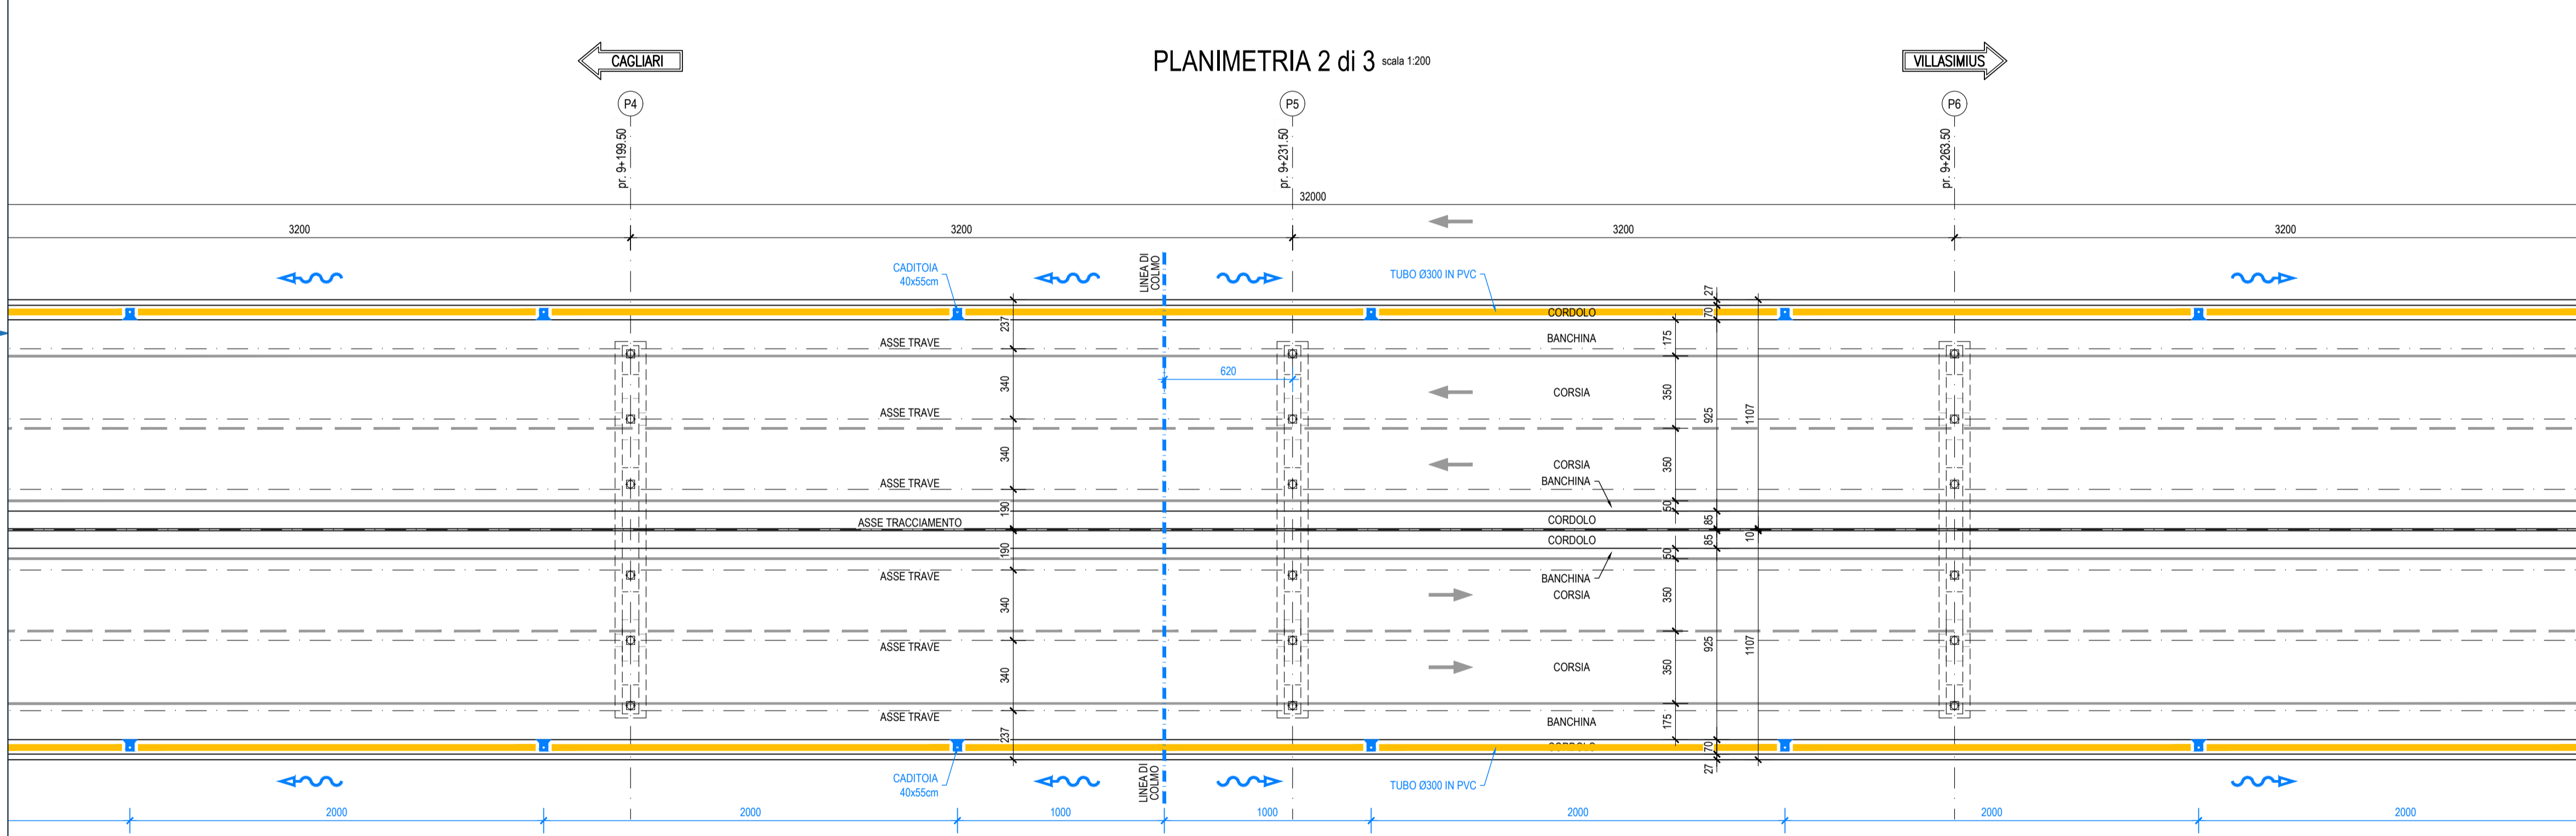 CAGLIARI
PLANIMETRIA 2 di 3 scala 1:200
VILLASIMIUS
P4
P5
P6
pr. 9+199.50
pr. 9+231.50
pr. 9+263.50
32000
3200
3200
3200
3200
CADITOIA
40x55cm
LINEA DI
COLMO
TUBO Ø300 IN PVC
27
CORDOLO
70
237
ASSE TRAVE
BANCHINA
175
620
340
CORSIA
350
925
1107
ASSE TRAVE
340
CORSIA
350
ASSE TRAVE
BANCHINA
190
50
ASSE TRACCIAMENTO
CORDOLO
85
10
CORDOLO
85
190
50
ASSE TRAVE
BANCHINA
CORSIA
350
340
925
1107
ASSE TRAVE
CORSIA
350
340
ASSE TRAVE
BANCHINA
175
237
CORDOLO
70
27
CADITOIA
40x55cm
LINEA DI
COLMO
TUBO Ø300 IN PVC
2000
2000
1000
1000
2000
2000
2000